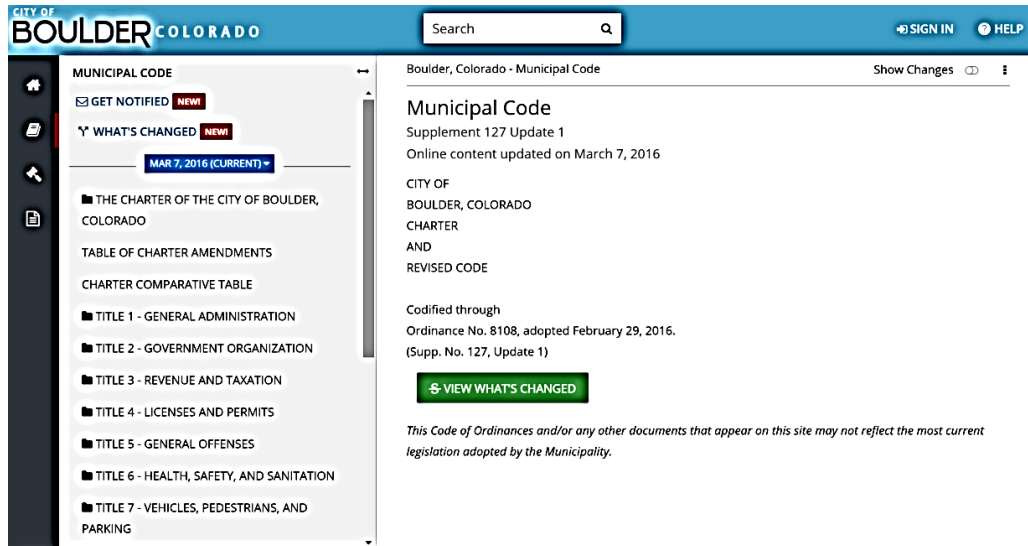 CITY OF
BOULDER COLORADO
Search
SIGN IN
HELP
MUNICIPAL CODE
GET NOTIFIED NEW!
WHAT'S CHANGED NEW!
MAR 7, 2016 (CURRENT)
THE CHARTER OF THE CITY OF BOULDER,
COLORADO
TABLE OF CHARTER AMENDMENTS
CHARTER COMPARATIVE TABLE
TITLE 1 - GENERAL ADMINISTRATION
TITLE 2 - GOVERNMENT ORGANIZATION
TITLE 3 - REVENUE AND TAXATION
TITLE 4 - LICENSES AND PERMITS
TITLE 5 - GENERAL OFFENSES
TITLE 6 - HEALTH, SAFETY, AND SANITATION
TITLE 7 - VEHICLES, PEDESTRIANS, AND
PARKING
Boulder, Colorado - Municipal Code
Show Changes
Municipal Code
Supplement 127 Update 1
Online content updated on March 7, 2016
CITY OF
BOULDER, COLORADO
CHARTER
AND
REVISED CODE
Codified through
Ordinance No. 8108, adopted February 29, 2016.
(Supp. No. 127, Update 1)
VIEW WHAT'S CHANGED
This Code of Ordinances and/or any other documents that appear on this site may not reflect the most current
legislation adopted by the Municipality.